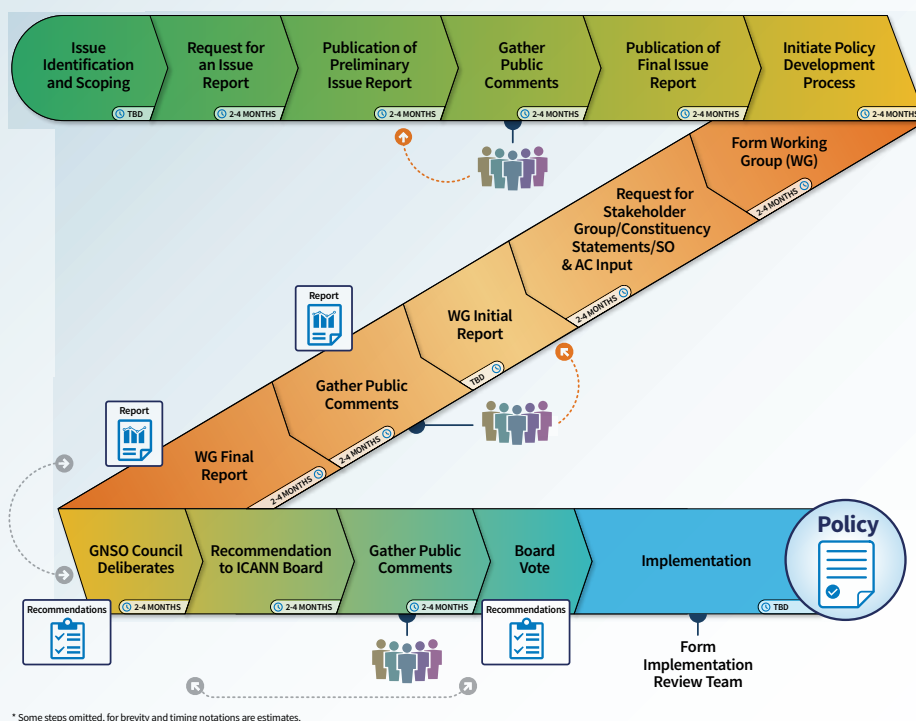 Issue
Identification
and Scoping
TBD
Request for
an Issue
Report
2-4 MONTHS
Publication of
Preliminary
Issue Report
2-4 MONTHS
Gather
Public
Comments
2-4 MONTHS
Publication of
Final Issue
Report
2-4 MONTHS
Initiate Policy
Development
Process
2-4 MONTHS
Form Working
Group (WG)
2-4 MONTHS
Request for
Stakeholder
Group/Constituency
Statements/SO
& AC Input
2-4 MONTHS
WG Initial
Report
TBD
Report
Gather Public
Comments
2-4 MONTHS
Report
WG Final
Report
2-4 MONTHS
GNSO Council
Deliberates
2-4 MONTHS
Recommendations
Recommendation
to ICANN Board
2-4 MONTHS
Gather Public
Comments
2-4 MONTHS
Board
Vote
Recommendations
Implementation
TBD
Policy
Form
Implementation
Review Team
* Some steps omitted, for brevity and timing notations are estimates.